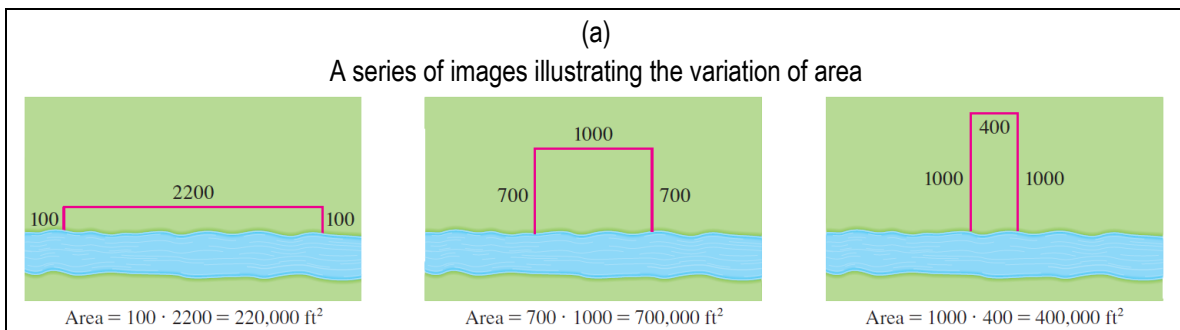 (a)
A series of images illustrating the variation of area
2200
100
100
1000
700
700
400
1000
1000
Area = 100 · 2200 = 220,000 ft²
Area = 700 · 1000 = 700,000 ft²
Area = 1000 · 400 = 400,000 ft²